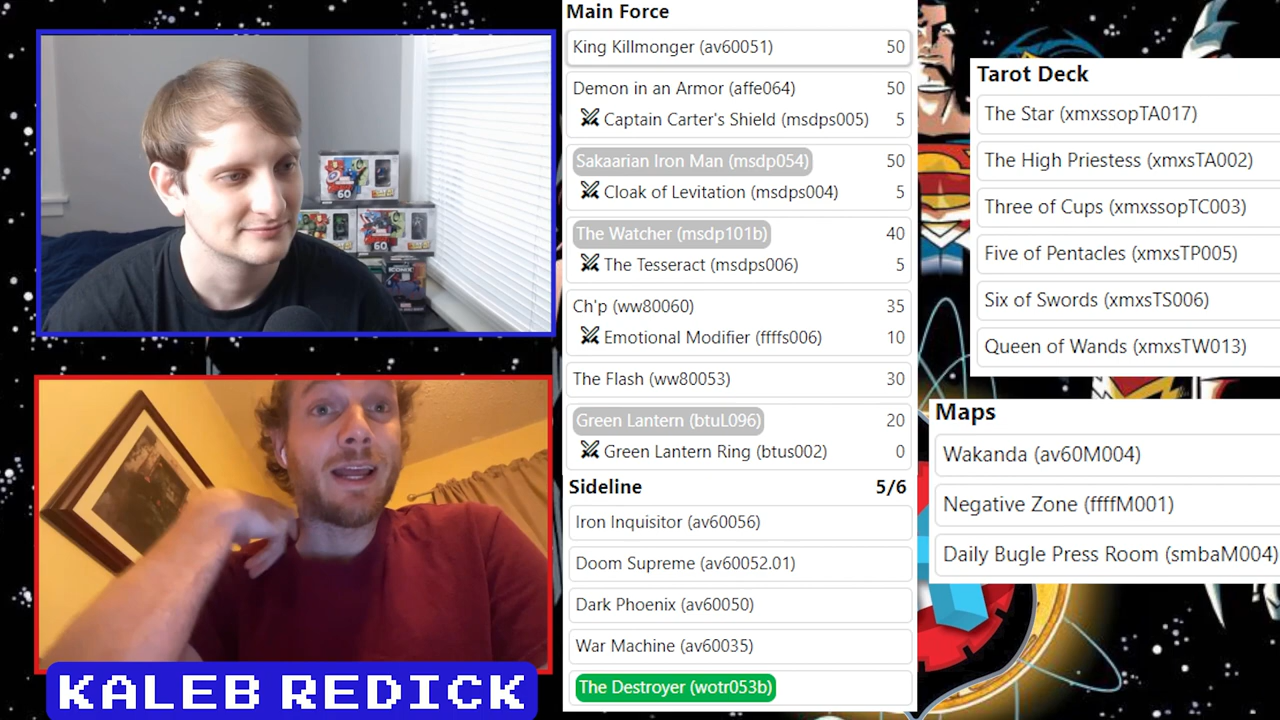 Main Force
King Killmonger (av60051) 50
Demon in an Armor (affe064) 50
Captain Carter's Shield (msdps005) 5
Sakaarian Iron Man (msdp054) 50
Cloak of Levitation (msdps004) 5
The Watcher (msdp101b) 40
The Tesseract (msdps006) 5
Ch'p (ww80060) 35
Emotional Modifier (ffffs006) 10
The Flash (ww80053) 30
Green Lantern (btuL096) 20
Green Lantern Ring (btus002) 0
Sideline 5/6
Iron Inquisitor (av60056)
Doom Supreme (av60052.01)
Dark Phoenix (av60050)
War Machine (av60035)
The Destroyer (wotr053b)
Tarot Deck
The Star (xmxssopTA017)
The High Priestess (xmxsTA002)
Three of Cups (xmxssopTC003)
Five of Pentacles (xmxsTP005)
Six of Swords (xmxsTS006)
Queen of Wands (xmxsTW013)
Maps
Wakanda (av60M004)
Negative Zone (ffffM001)
Daily Bugle Press Room (smbaM004)
60
60
KALEB REDICK